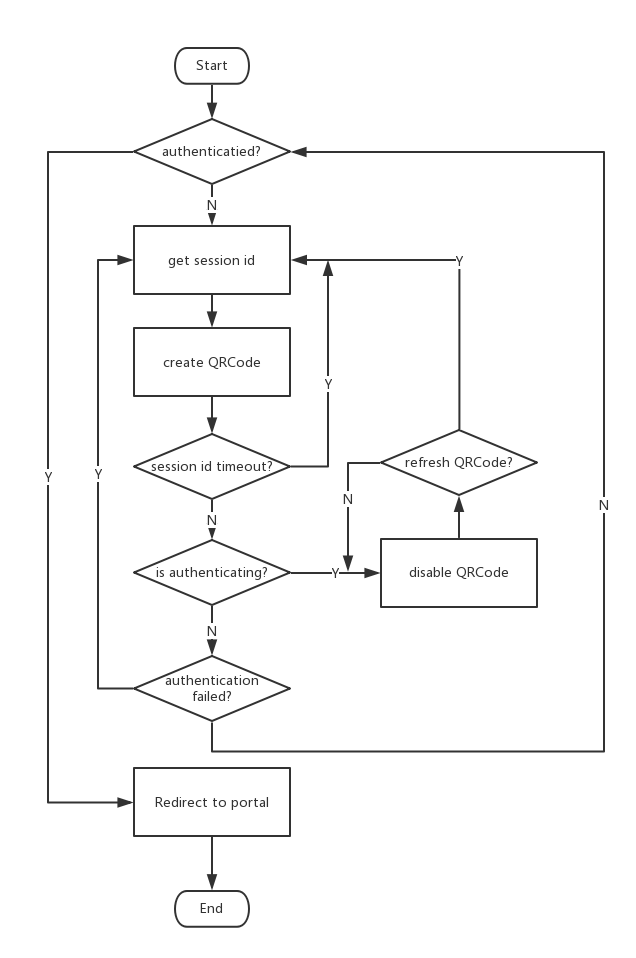 Start
authenticatied?
N
get session id
Y
create QRCode
Y
session id timeout?
refresh QRCode?
Y
Y
N
N
N
is authenticating?
Y
disable QRCode
N
authentication
failed?
Redirect to portal
End